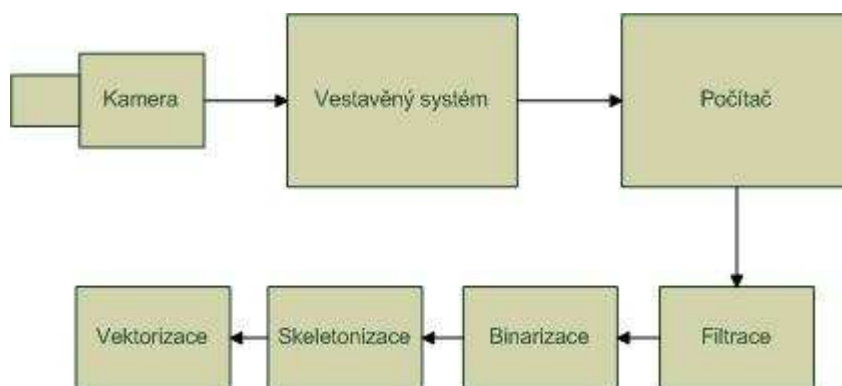 Kamera
Vestavěný systém
Počítač
Vektorizace
Skeletonizace
Binarizace
Filtrace